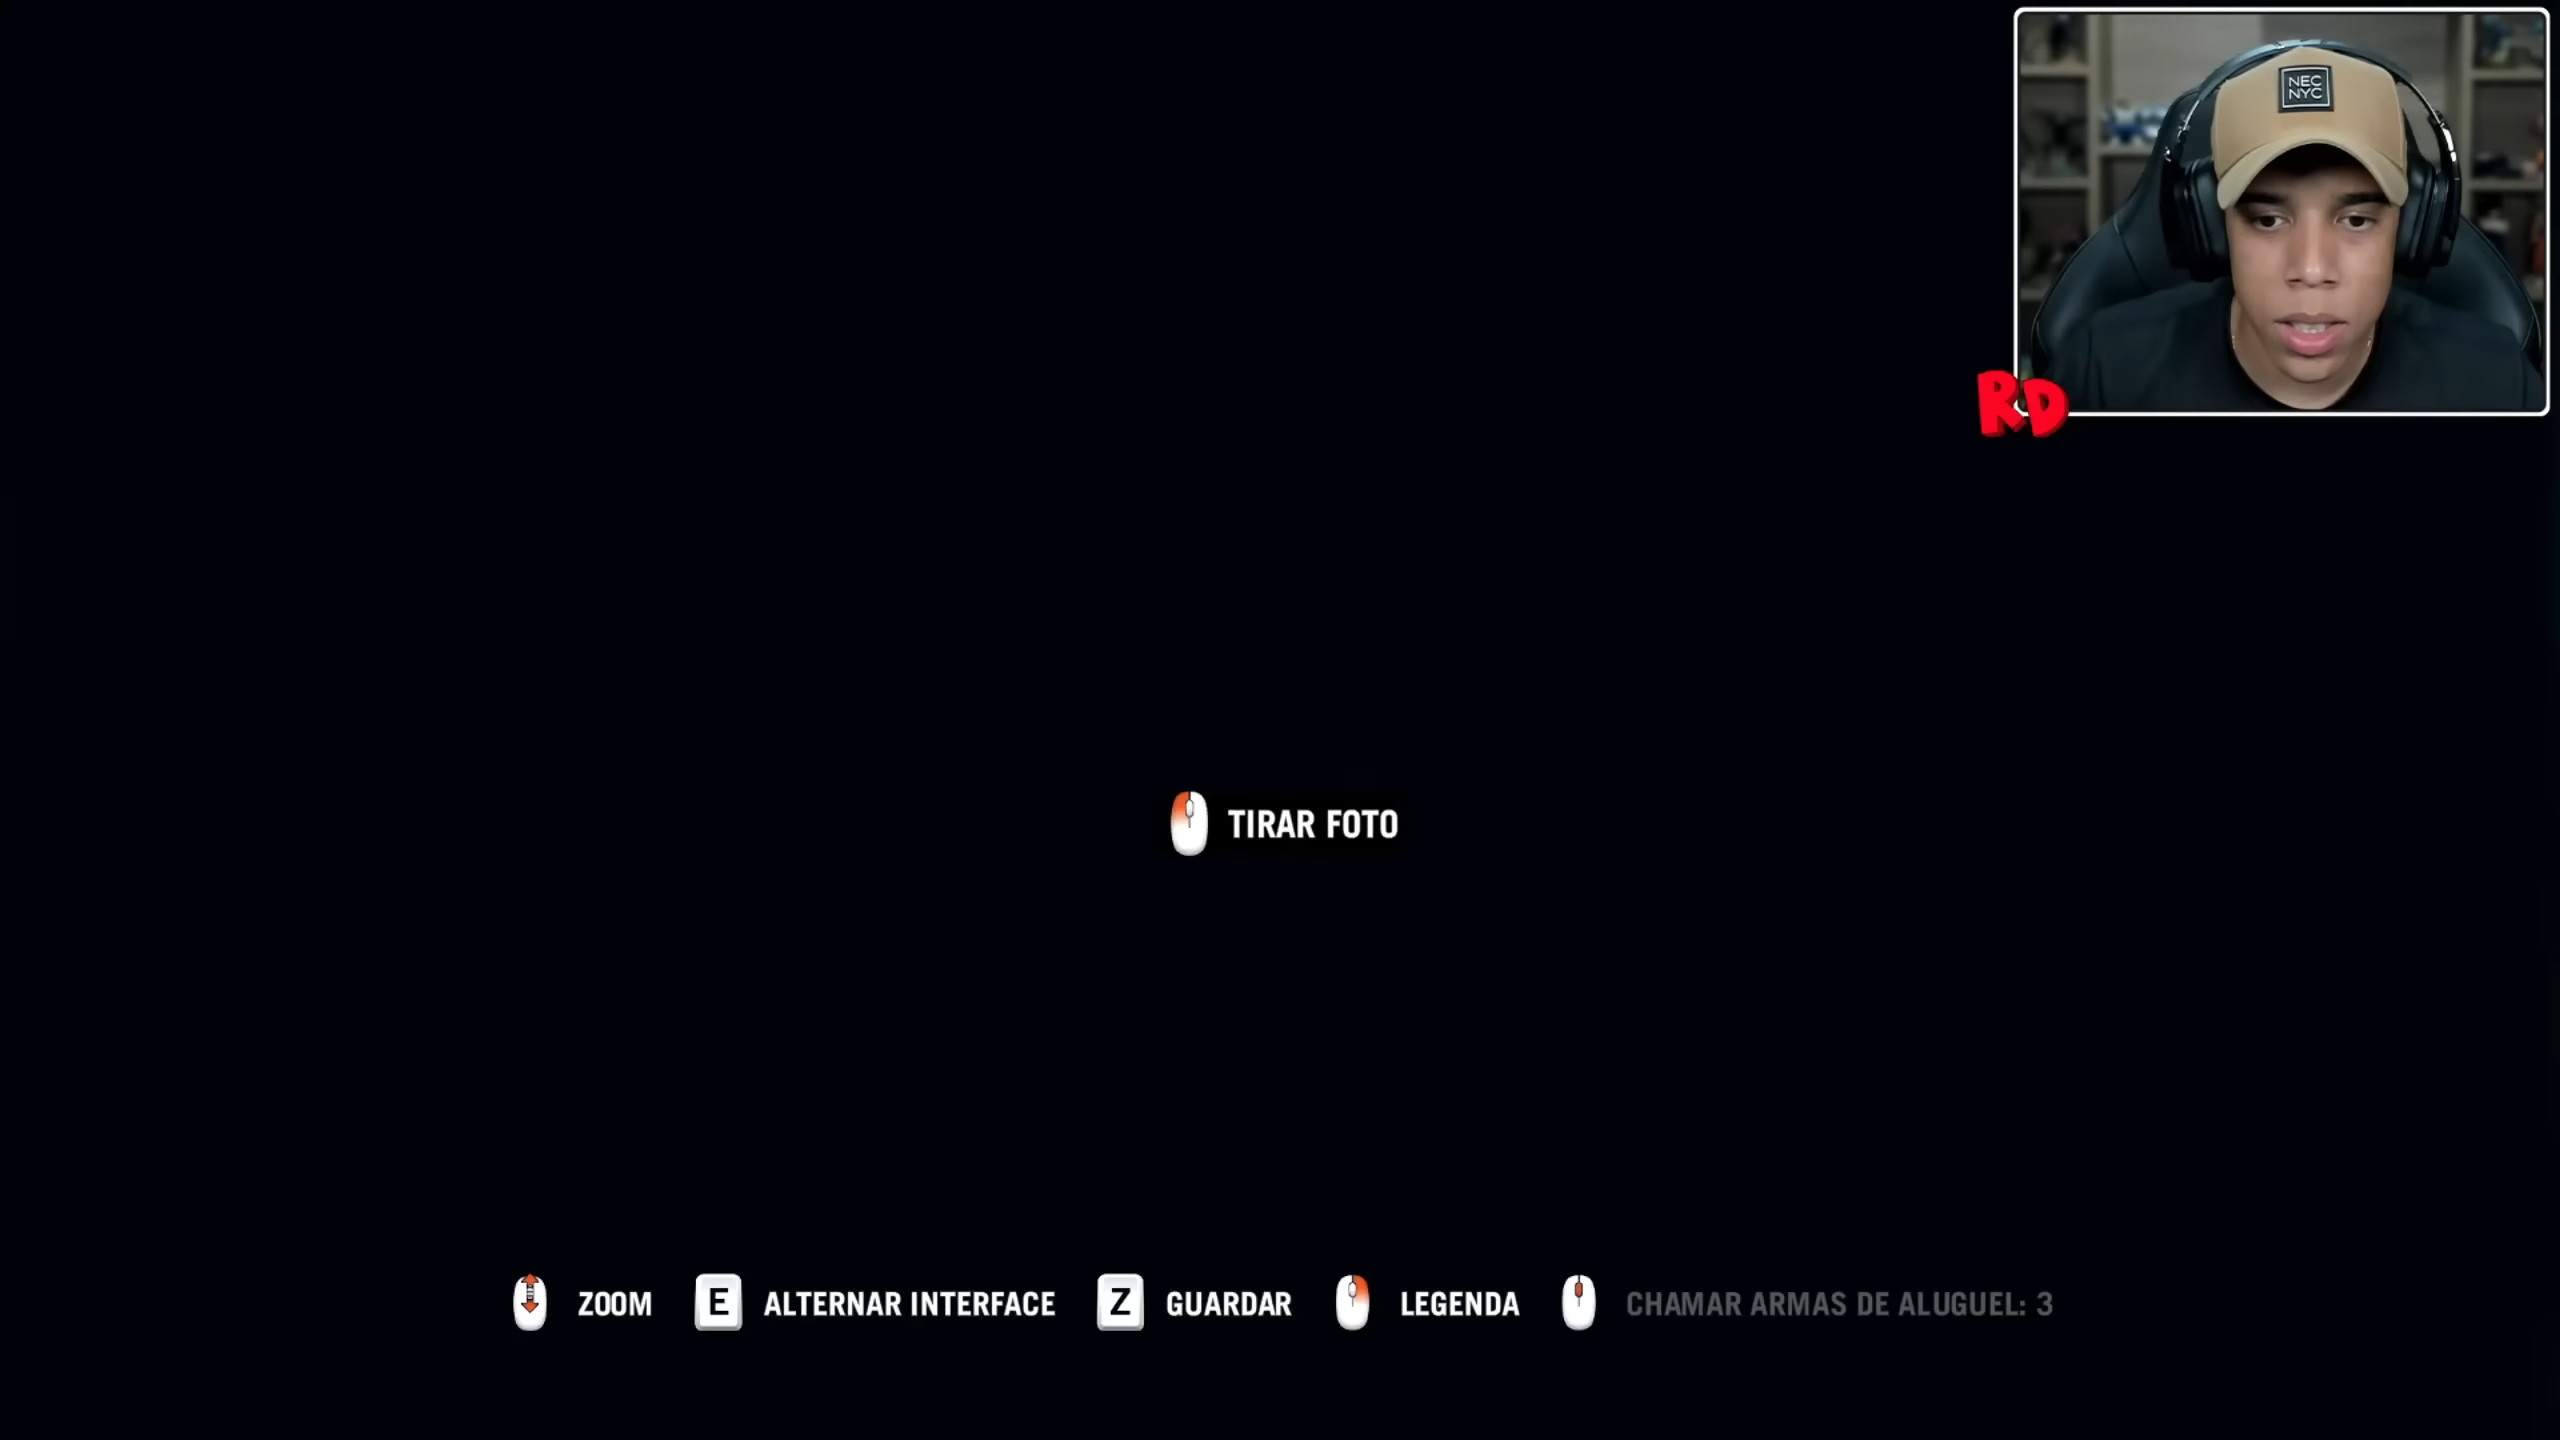 NEC
NYC
RD
TIRAR FOTO
ZOOM E ALTERNAR INTERFACE Z GUARDAR LEGENDA CHAMAR ARMAS DE ALUGUEL: 3